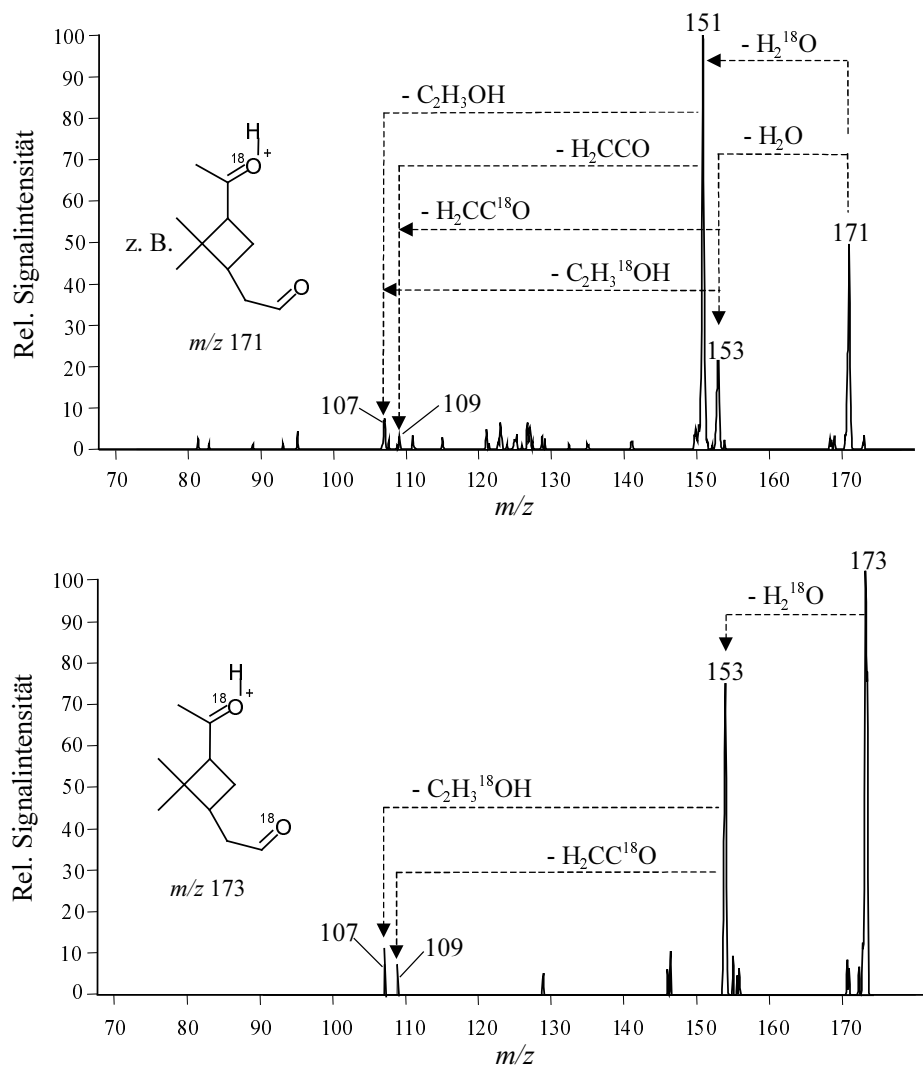 151
- H₂¹⁸O
- C₂H₃OH
- H₂CCO
- H₂O
- H₂CC¹⁸O
171
- C₂H₃¹⁸OH
153
107
109
H
¹⁸O
+
z. B.
O
m/z 171
Rel. Signalintensität
100
90
80
70
60
50
40
30
20
10
0
70 80 90 100 110 120 130 140 150 160 170
m/z
173
- H₂¹⁸O
153
- C₂H₃¹⁸OH
- H₂CC¹⁸O
107
109
H
¹⁸O
+
¹⁸O
m/z 173
Rel. Signalintensität
100
90
80
70
60
50
40
30
20
10
0
70 80 90 100 110 120 130 140 150 160 170
m/z